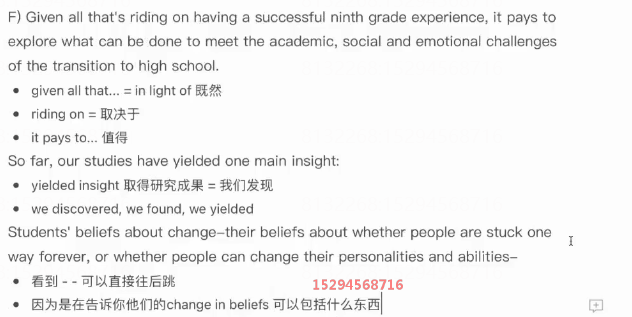 F) Given all that's riding on having a successful ninth grade experience, it pays to
explore what can be done to meet the academic, social and emotional challenges
of the transition to high school.
• given all that... = in light of 既然
• riding on = 取决于
• it pays to... 值得
So far, our studies have yielded one main insight:
• yielded insight 取得研究成果 = 我们发现
• we discovered, we found, we yielded
Students' beliefs about change–their beliefs about whether people are stuck one
way forever, or whether people can change their personalities and abilities–
• 看到 - - 可以直接往后跳
15294568716
• 因为是在告诉你他们的change in beliefs 可以包括什么东西